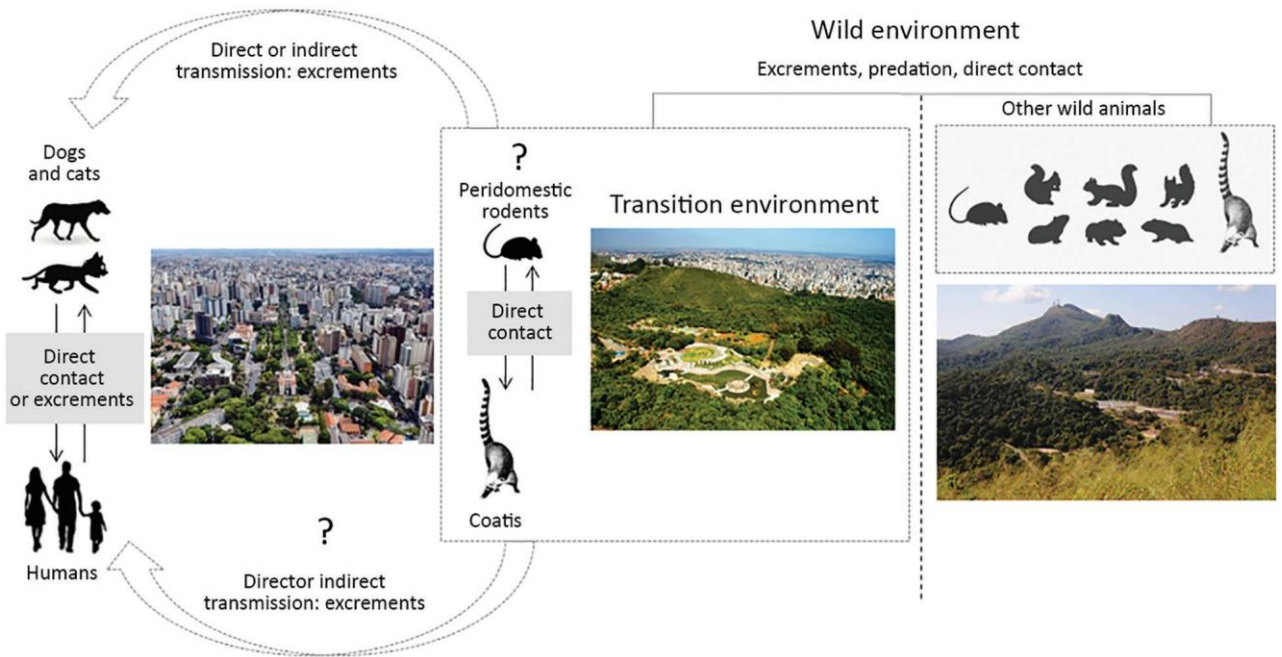 Direct or indirect
transmission: excrements
Dogs
and cats
Direct
contact
or excrements
Humans
?
Director indirect
transmission: excrements
?
Peridomestic
rodents
Direct
contact
Coatis
Transition environment
Wild environment
Excrements, predation, direct contact
Other wild animals